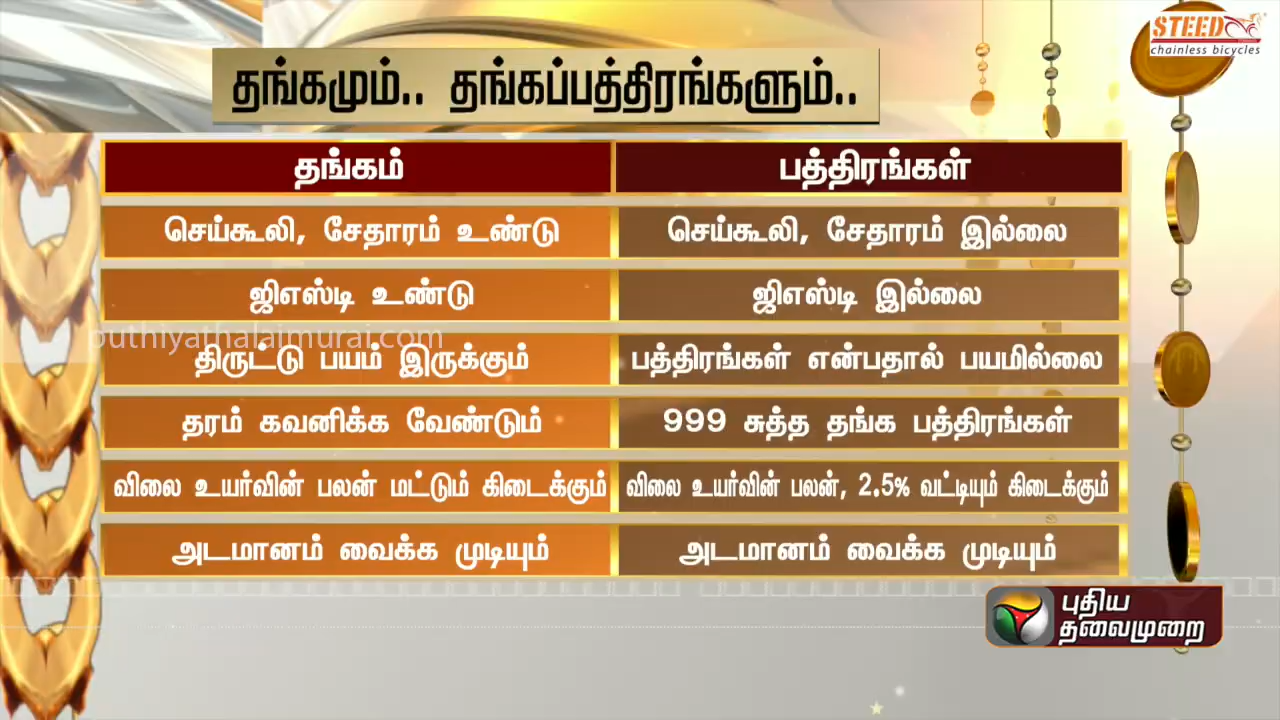 STEED
chainless bicycles
தங்கமும்.. தங்கப்பத்திரங்களும்..
தங்கம்
பத்திரங்கள்
செய்கூலி, சேதாரம் உண்டு
செய்கூலி, சேதாரம் இல்லை
ஜிஎஸ்டி உண்டு
ஜிஎஸ்டி இல்லை
puthiyathalaimurai.com
திருட்டு பயம் இருக்கும்
பத்திரங்கள் என்பதால் பயமில்லை
தரம் கவனிக்க வேண்டும்
999 சுத்த தங்க பத்திரங்கள்
விலை உயர்வின் பலன் மட்டும் கிடைக்கும்
விலை உயர்வின் பலன், 2.5% வட்டியும் கிடைக்கும்
அடமானம் வைக்க முடியும்
அடமானம் வைக்க முடியும்
புதிய
தலைமுறை